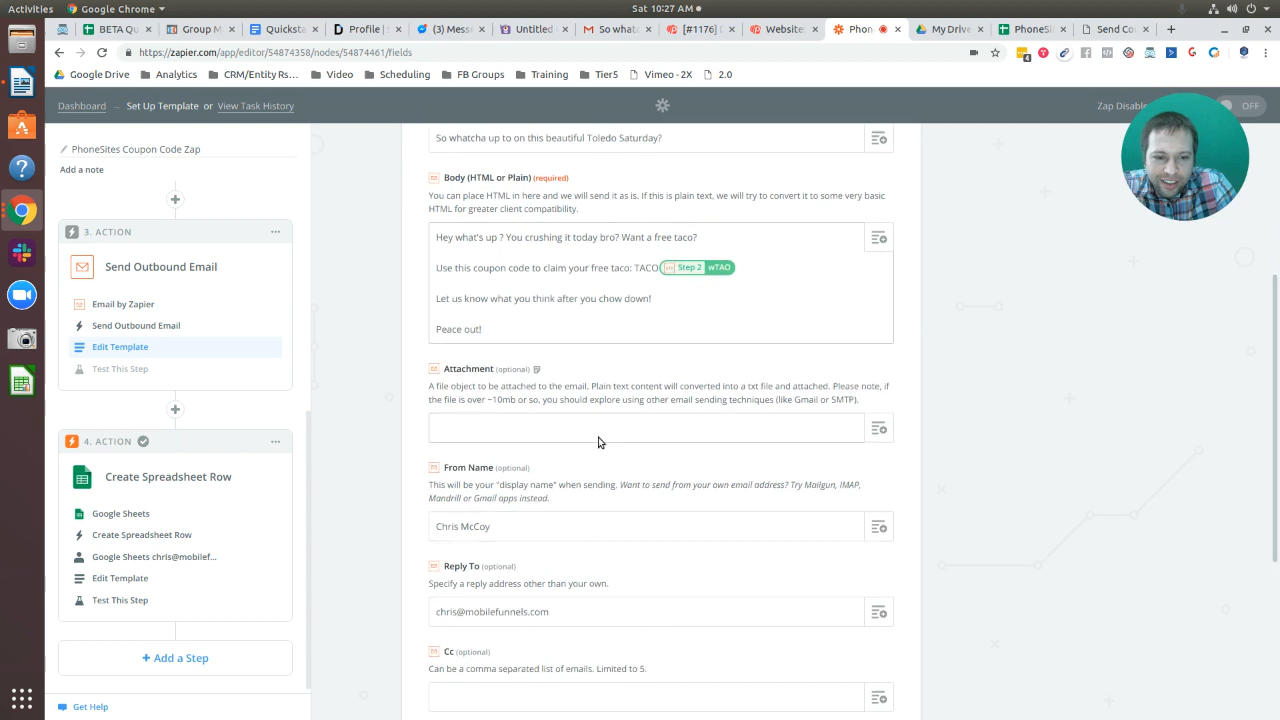 Activities
Google Chrome
Sat 10:27 AM
BETA
Group
Quicks
Profile |
(3) Mess
Untitled
So what
[#1176]
Websites
Phon
My Drive
PhoneSi
Send Co
https://zapier.com/app/editor/54874358/nodes/54874461/fields
4
Google Drive
Analytics
CRM/Entity Rs...
Video
Scheduling
FB Groups
Training
Tier5
Vimeo - 2X
2.0
Dashboard
Set Up Template or View Task History
Zap Disable
OFF
PhoneSites Coupon Code Zap
Add a note
3. ACTION
Send Outbound Email
Email by Zapier
Send Outbound Email
Edit Template
Test This Step
4. ACTION
Create Spreadsheet Row
Google Sheets
Create Spreadsheet Row
Google Sheets chris@mobilef...
Edit Template
Test This Step
+ Add a Step
Get Help
So whatcha up to on this beautiful Toledo Saturday?
Body (HTML or Plain) (required)
You can place HTML in here and we will send it as is. If this is plain text, we will try to convert it to some very basic
HTML for greater client compatibility.
Hey what's up ? You crushing it today bro? Want a free taco?
Use this coupon code to claim your free taco: TACO Step 2 wTAO
Let us know what you think after you chow down!
Peace out!
Attachment (optional)
A file object to be attached to the email. Plain text content will converted into a txt file and attached. Please note, if
the file is over ~10mb or so, you should explore using other email sending techniques (like Gmail or SMTP).
From Name (optional)
This will be your "display name" when sending. Want to send from your own email address? Try Mailgun, IMAP,
Mandrill or Gmail apps instead.
Chris McCoy
Reply To (optional)
Specify a reply address other than your own.
chris@mobilefunnels.com
Cc (optional)
Can be a comma separated list of emails. Limited to 5.